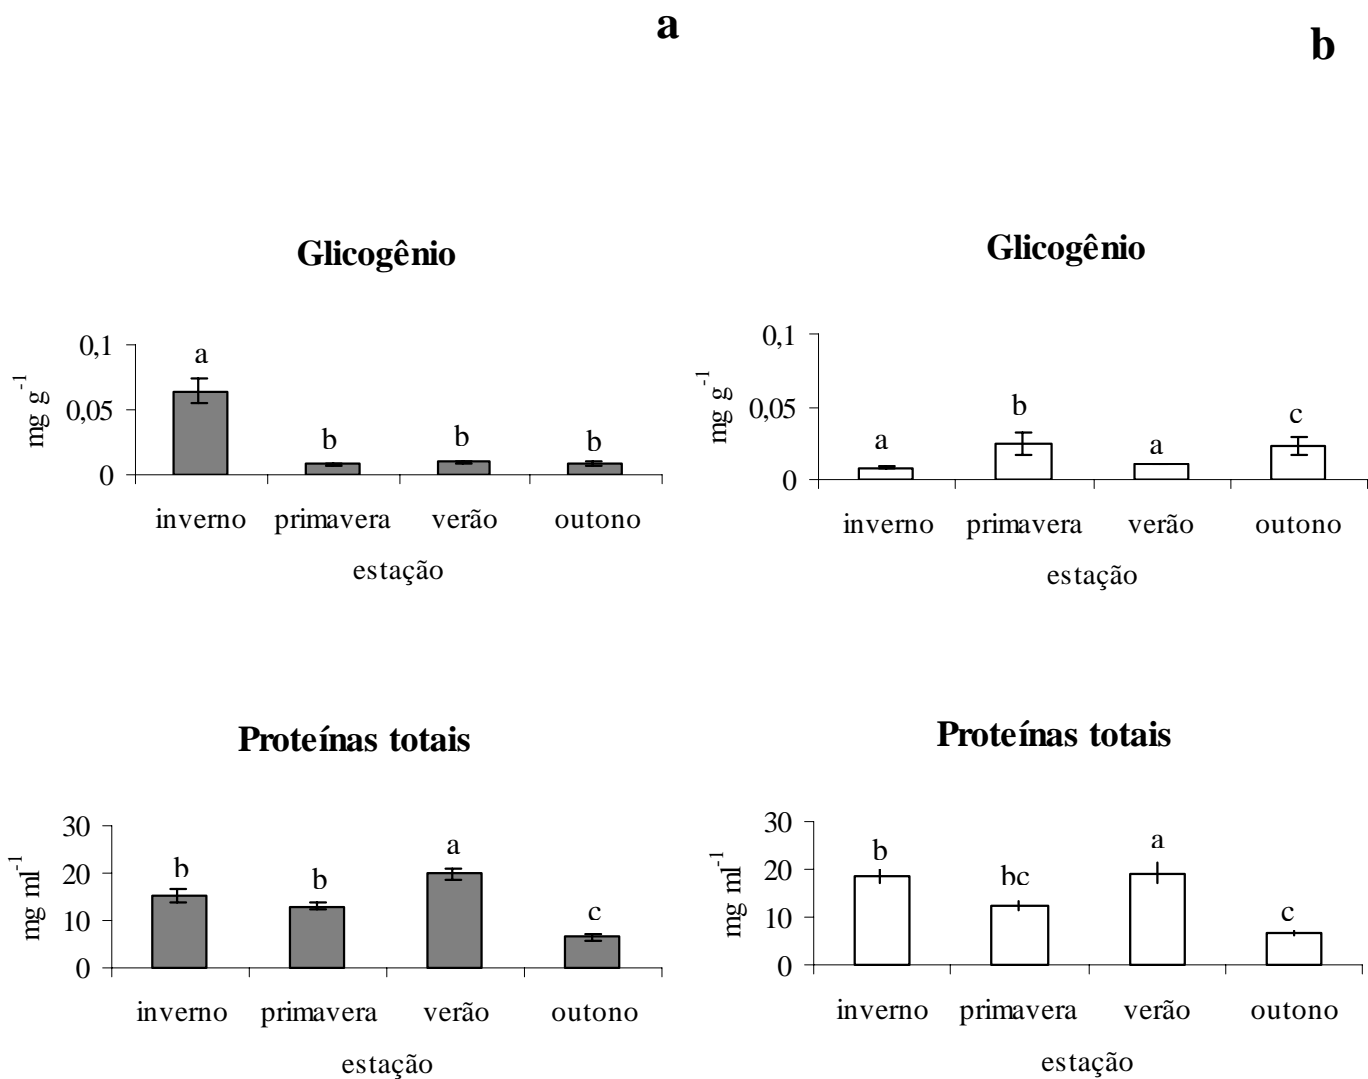 a
b
Glicogênio
mg g-1
0,1
0,05
0
a
b
b
b
inverno primavera verão outono
estação
Glicogênio
mg g-1
0,1
0,05
0
a
b
a
c
inverno primavera verão outono
estação
Proteínas totais
mg ml-1
30
20
10
0
b
b
a
c
inverno primavera verão outono
estação
Proteínas totais
mg ml-1
30
20
10
0
b
bc
a
c
inverno primavera verão outono
estação